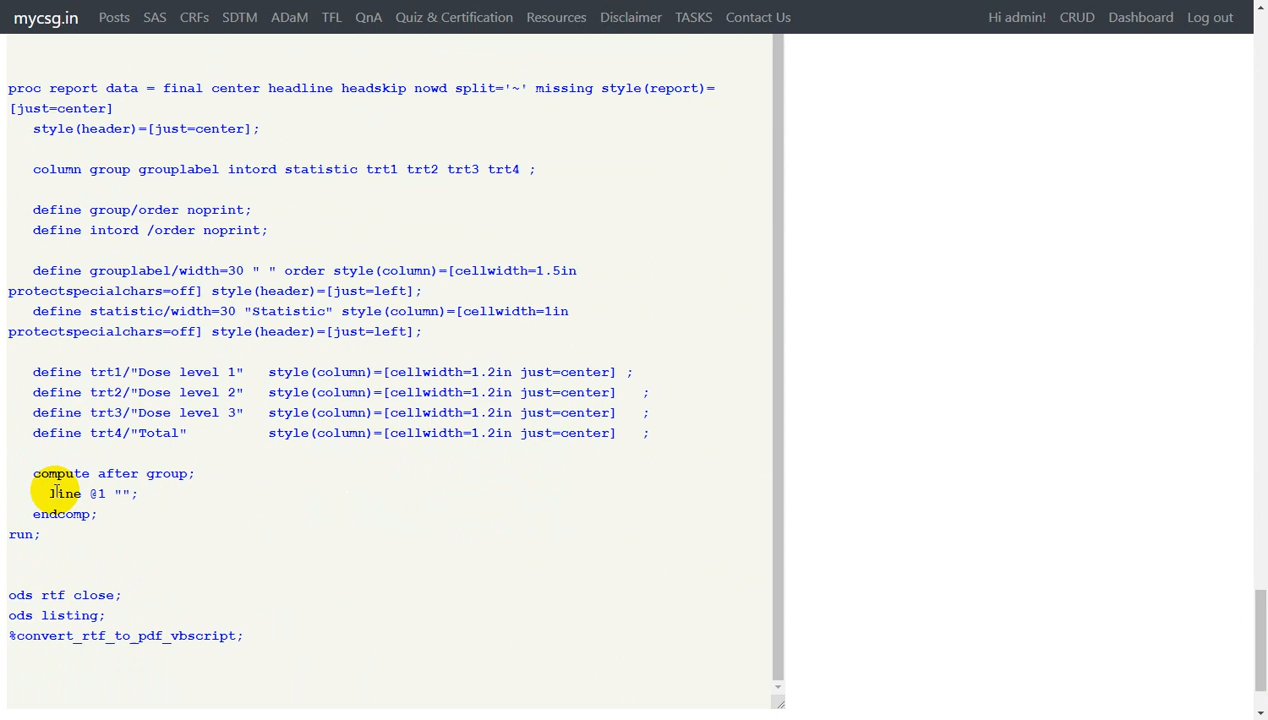 mycsg.in Posts SAS CRFs SDTM ADaM TFL QnA Quiz & Certification Resources Disclaimer TASKS Contact Us Hi admin! CRUD Dashboard Log out
proc report data = final center headline headskip nowd split='~' missing style(report)=
[just=center]
style(header)=[just=center];
column group grouplabel intord statistic trt1 trt2 trt3 trt4 ;
define group/order noprint;
define intord /order noprint;
define grouplabel/width=30 " " order style(column)=[cellwidth=1.5in
protectspecialchars=off] style(header)=[just=left];
define statistic/width=30 "Statistic" style(column)=[cellwidth=1in
protectspecialchars=off] style(header)=[just=left];
define trt1/"Dose level 1" style(column)=[cellwidth=1.2in just=center] ;
define trt2/"Dose level 2" style(column)=[cellwidth=1.2in just=center] ;
define trt3/"Dose level 3" style(column)=[cellwidth=1.2in just=center] ;
define trt4/"Total" style(column)=[cellwidth=1.2in just=center] ;
compute after group;
line @1 "";
endcomp;
run;
ods rtf close;
ods listing;
%convert_rtf_to_pdf_vbscript;